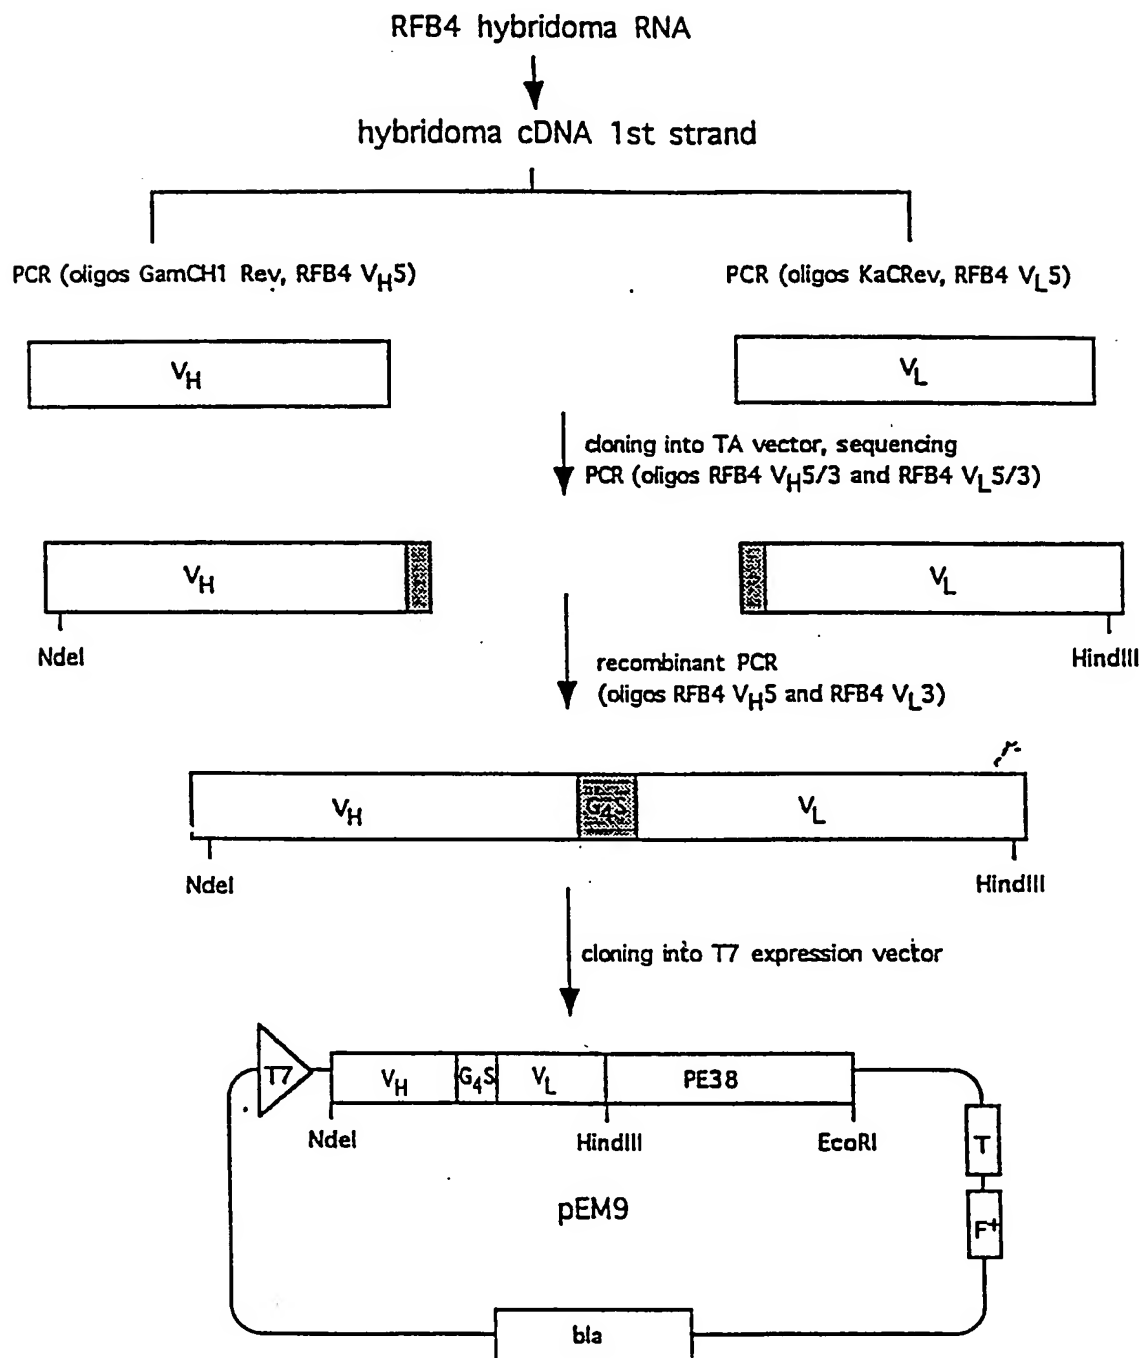 RFB4 hybridoma RNA
hybridoma cDNA 1st strand
PCR (oligos GamCH1 Rev, RFB4 VH5)
PCR (oligos KaCRev, RFB4 VL5)
VH
VL
cloning into TA vector, sequencing
PCR (oligos RFB4 VH5/3 and RFB4 VL5/3)
VH
VL
NdeI
HindIII
recombinant PCR
(oligos RFB4 VH5 and RFB4 VL3)
VH
G4S
VL
NdeI
HindIII
cloning into T7 expression vector
T7
VH
G4S
VL
PE38
NdeI
HindIII
EcoRI
T
pEM9
F+
bla